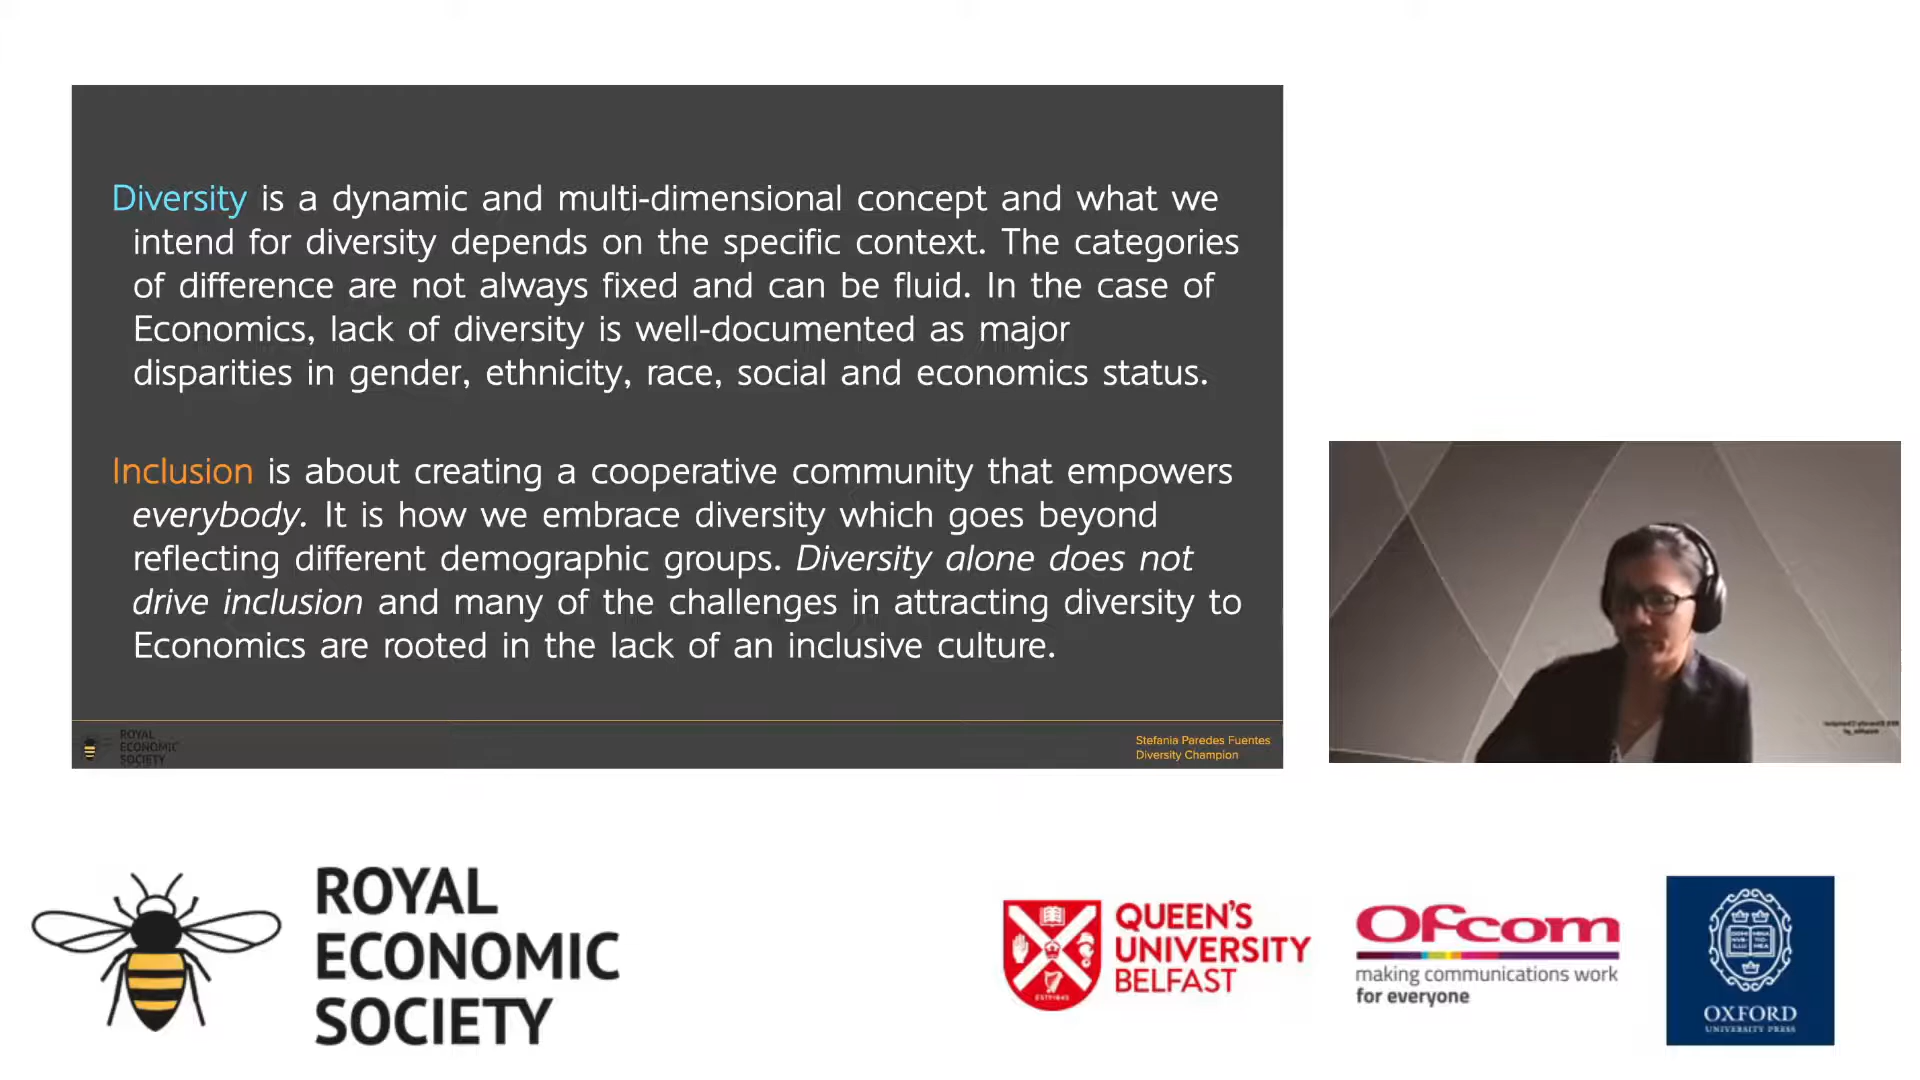 Diversity is a dynamic and multi-dimensional concept and what we
intend for diversity depends on the specific context. The categories
of difference are not always fixed and can be fluid. In the case of
Economics, lack of diversity is well-documented as major
disparities in gender, ethnicity, race, social and economics status.
Inclusion is about creating a cooperative community that empowers
everybody. It is how we embrace diversity which goes beyond
reflecting different demographic groups. Diversity alone does not
drive inclusion and many of the challenges in attracting diversity to
Economics are rooted in the lack of an inclusive culture.
ROYAL
ECONOMIC
SOCIETY
Stefania Paredes Fuentes
Diversity Champion
ROYAL
ECONOMIC
SOCIETY
QUEEN'S
UNIVERSITY
BELFAST
ESTD1845
Ofcom
making communications work
for everyone
OXFORD
UNIVERSITY PRESS